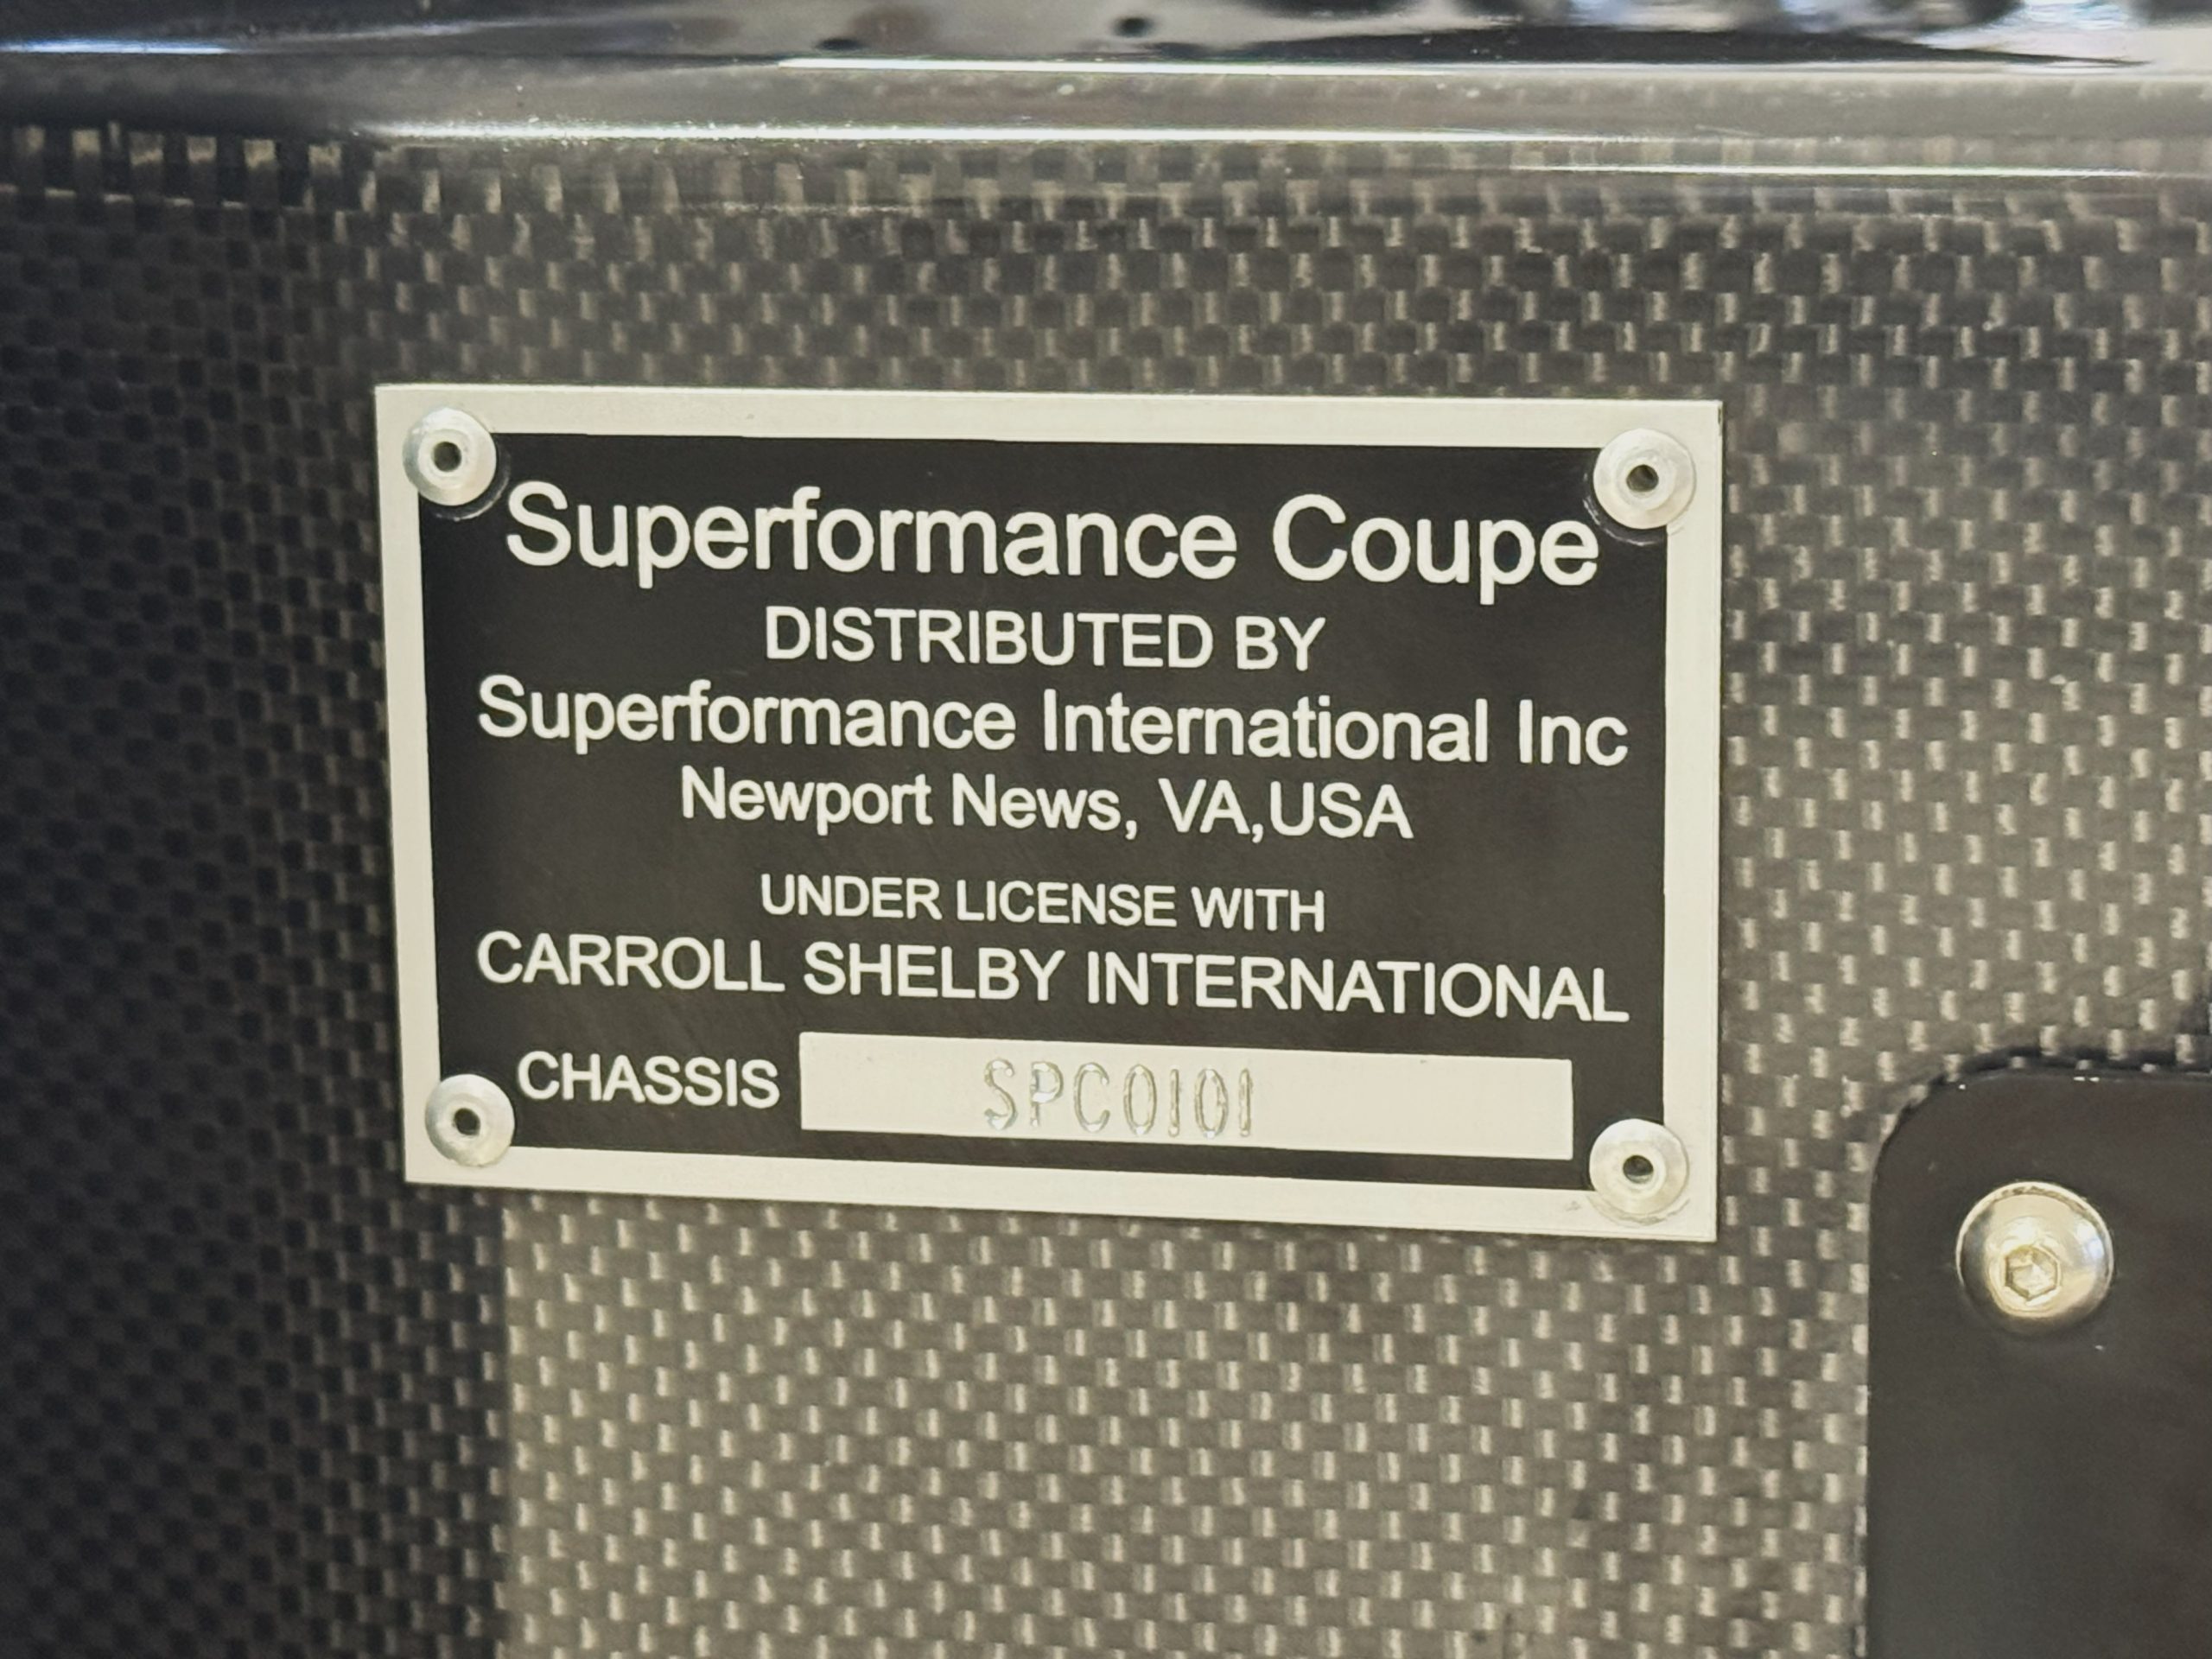 Superformance Coupe
DISTRIBUTED BY
Superformance International Inc
Newport News, VA,USA
UNDER LICENSE WITH
CARROLL SHELBY INTERNATIONAL
CHASSIS SPC0101